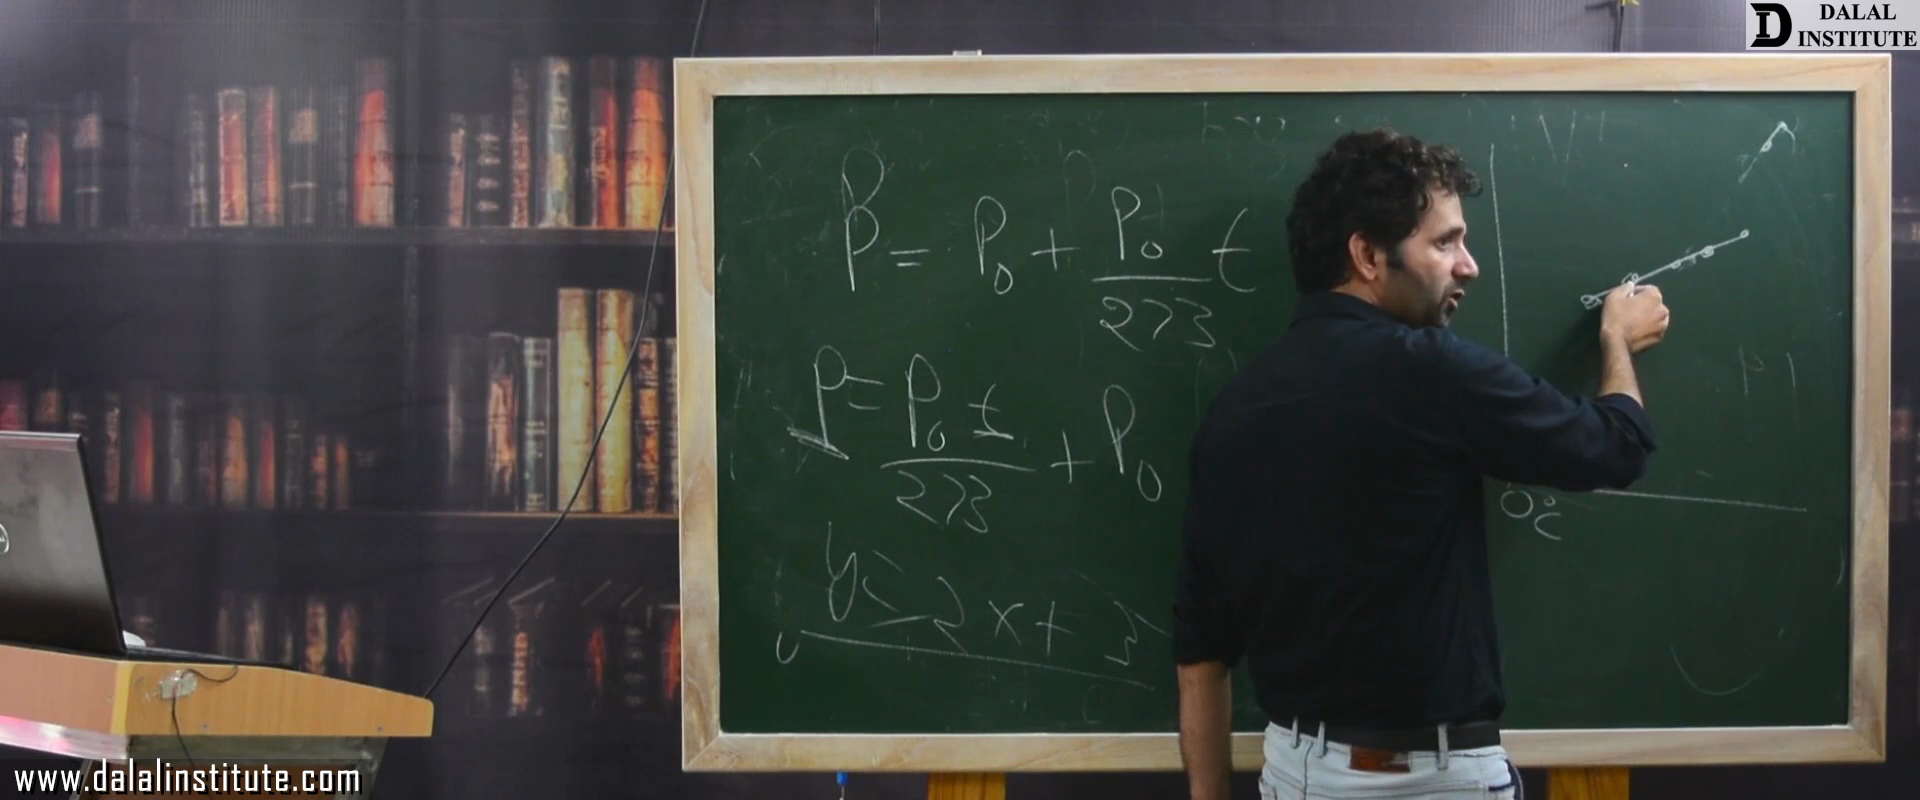 DALAL
INSTITUTE
P = P₀ + P₀/273 t
P = P₀ t/273 + P₀
y = 2x + 3
0°C
www.dalalinstitute.com